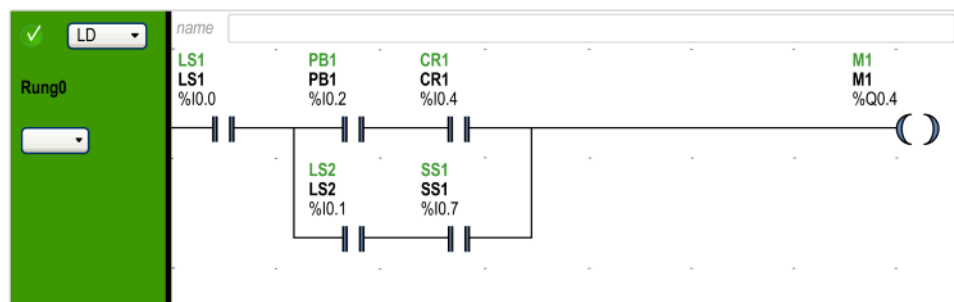 LD
name
Rung0
LS1
LS1
%I0.0
PB1
PB1
%I0.2
CR1
CR1
%I0.4
M1
M1
%Q0.4
LS2
LS2
%I0.1
SS1
SS1
%I0.7